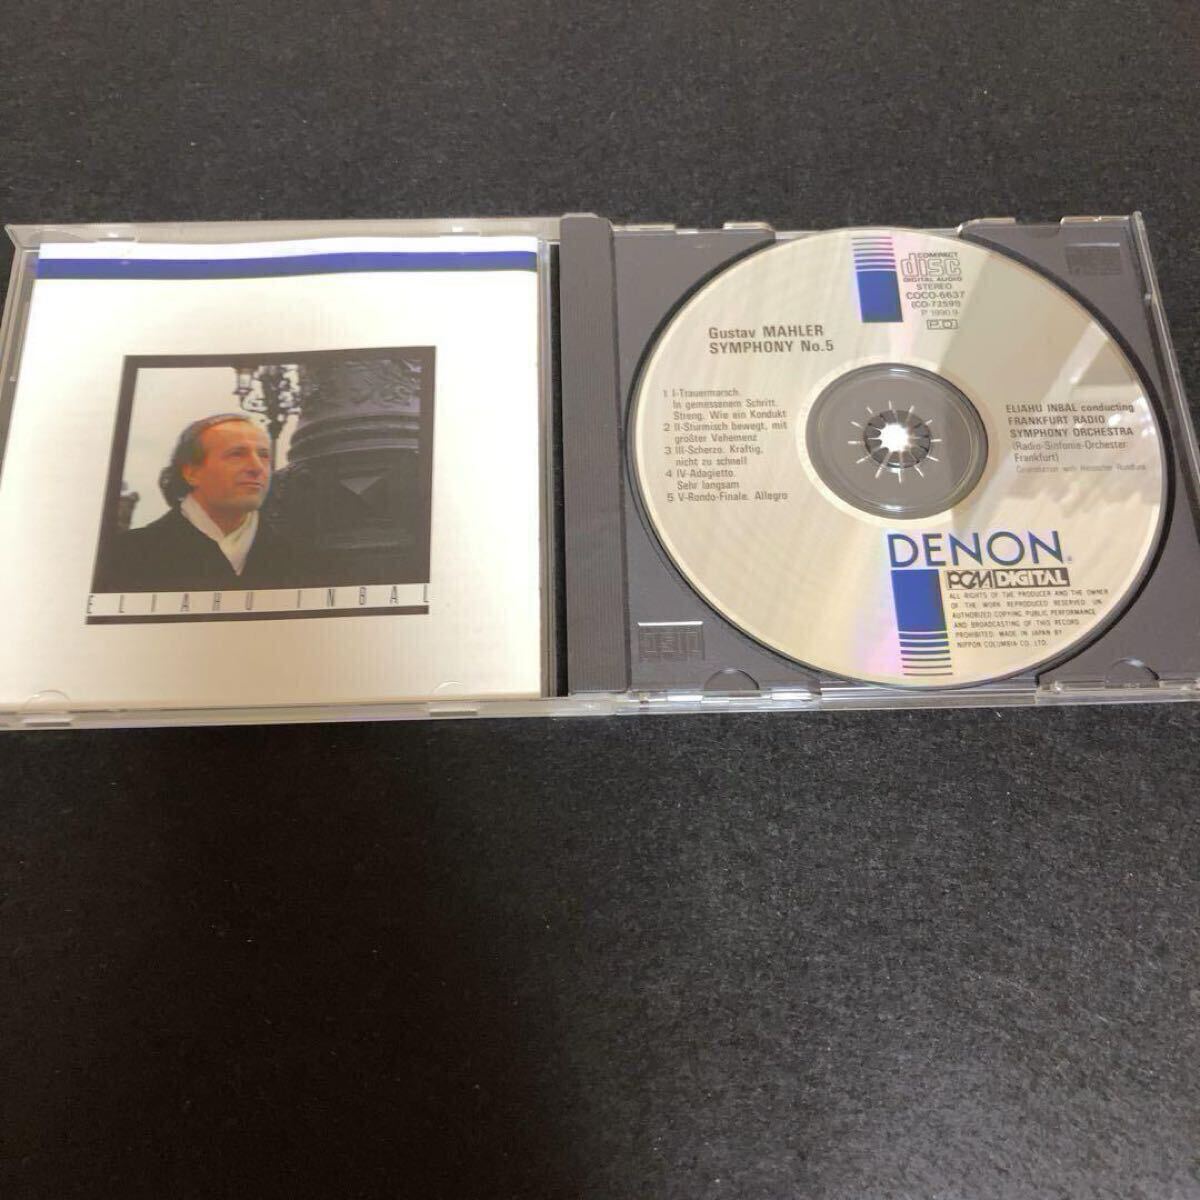 ELIAHU INBAL
COMPACT
disc
DIGITAL AUDIO
STEREO
COCO-6637
(CO-72591)
P 1990.9
P.D.
Gustav MAHLER
SYMPHONY No.5
1 I-Trauermarsch.
In gemessenem Schritt.
Streng. Wie ein Kondukt
2 II-Stürmisch bewegt, mit
größter Vehemenz
3 III-Scherzo. Kräftig,
nicht zu schnell
4 IV-Adagietto.
Sehr langsam
5 V-Rondo-Finale. Allegro
ELIAHU INBAL conducting
FRANKFURT RADIO
SYMPHONY ORCHESTRA
(Radio-Sinfonie-Orchester
Frankfurt)
Coproduction with Hessischer Rundfunk
DENON®
PCM DIGITAL
ALL RIGHTS OF THE PRODUCER AND THE OWNER
OF THE WORK REPRODUCED RESERVED. UN-
AUTHORIZED COPYING, PUBLIC PERFORMANCE
AND BROADCASTING OF THIS RECORD
PROHIBITED. MADE IN JAPAN BY
NIPPON COLUMBIA CO., LTD.